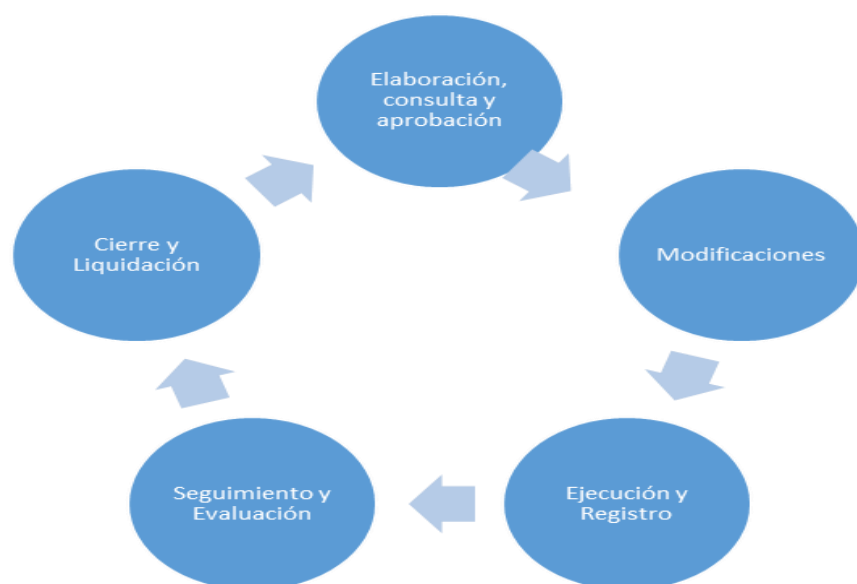 Elaboración,
consulta y
aprobación
Modificaciones
Ejecución y
Registro
Seguimiento y
Evaluación
Cierre y
Liquidación